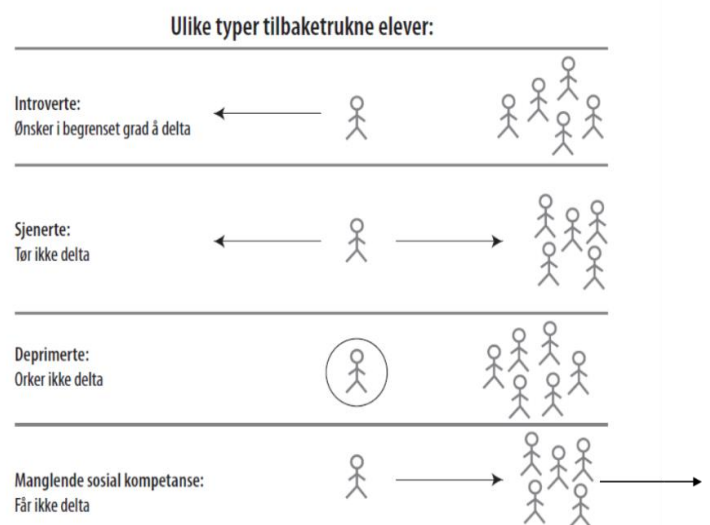 Ulike typer tilbaketrukne elever:
Introverte:
Ønsker i begrenset grad å delta
Sjenerte:
Tør ikke delta
Deprimerte:
Orker ikke delta
Manglende sosial kompetanse:
Får ikke delta